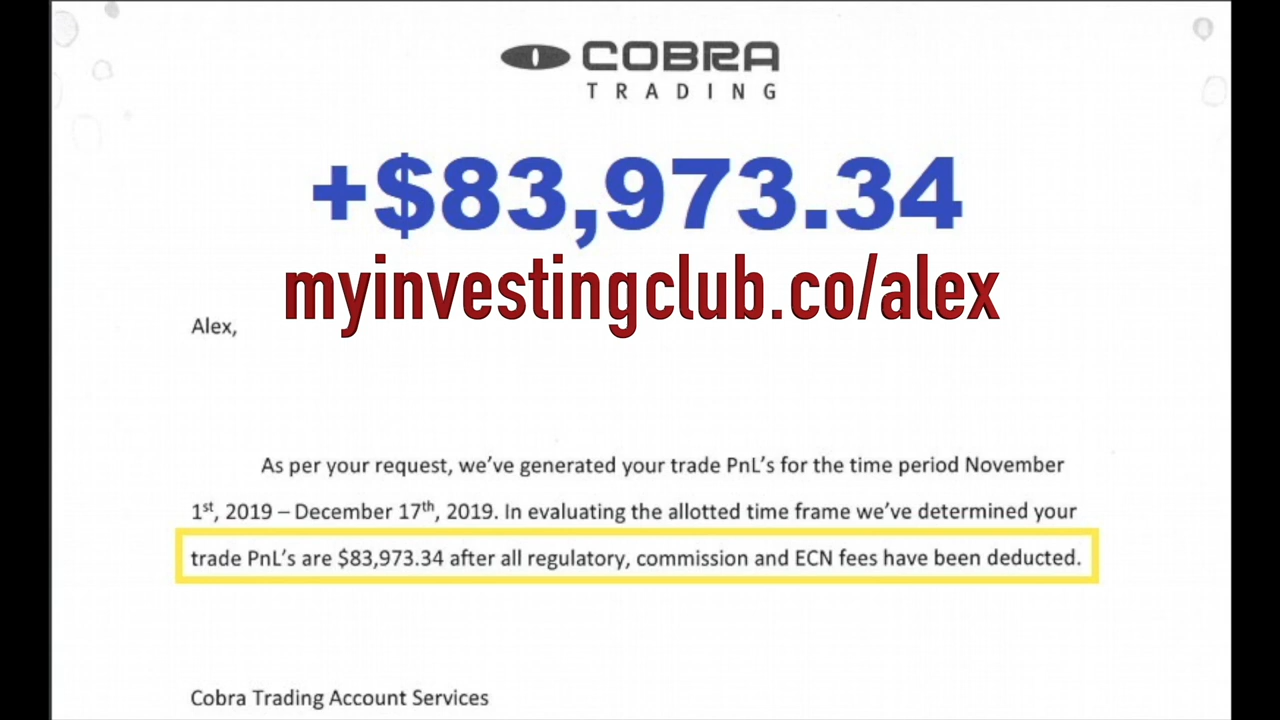 COBRA
TRADING
+$83,973.34
myinvestingclub.co/alex
Alex,
As per your request, we've generated your trade PnL's for the time period November
1st, 2019 – December 17th, 2019. In evaluating the allotted time frame we've determined your
trade PnL's are $83,973.34 after all regulatory, commission and ECN fees have been deducted.
Cobra Trading Account Services